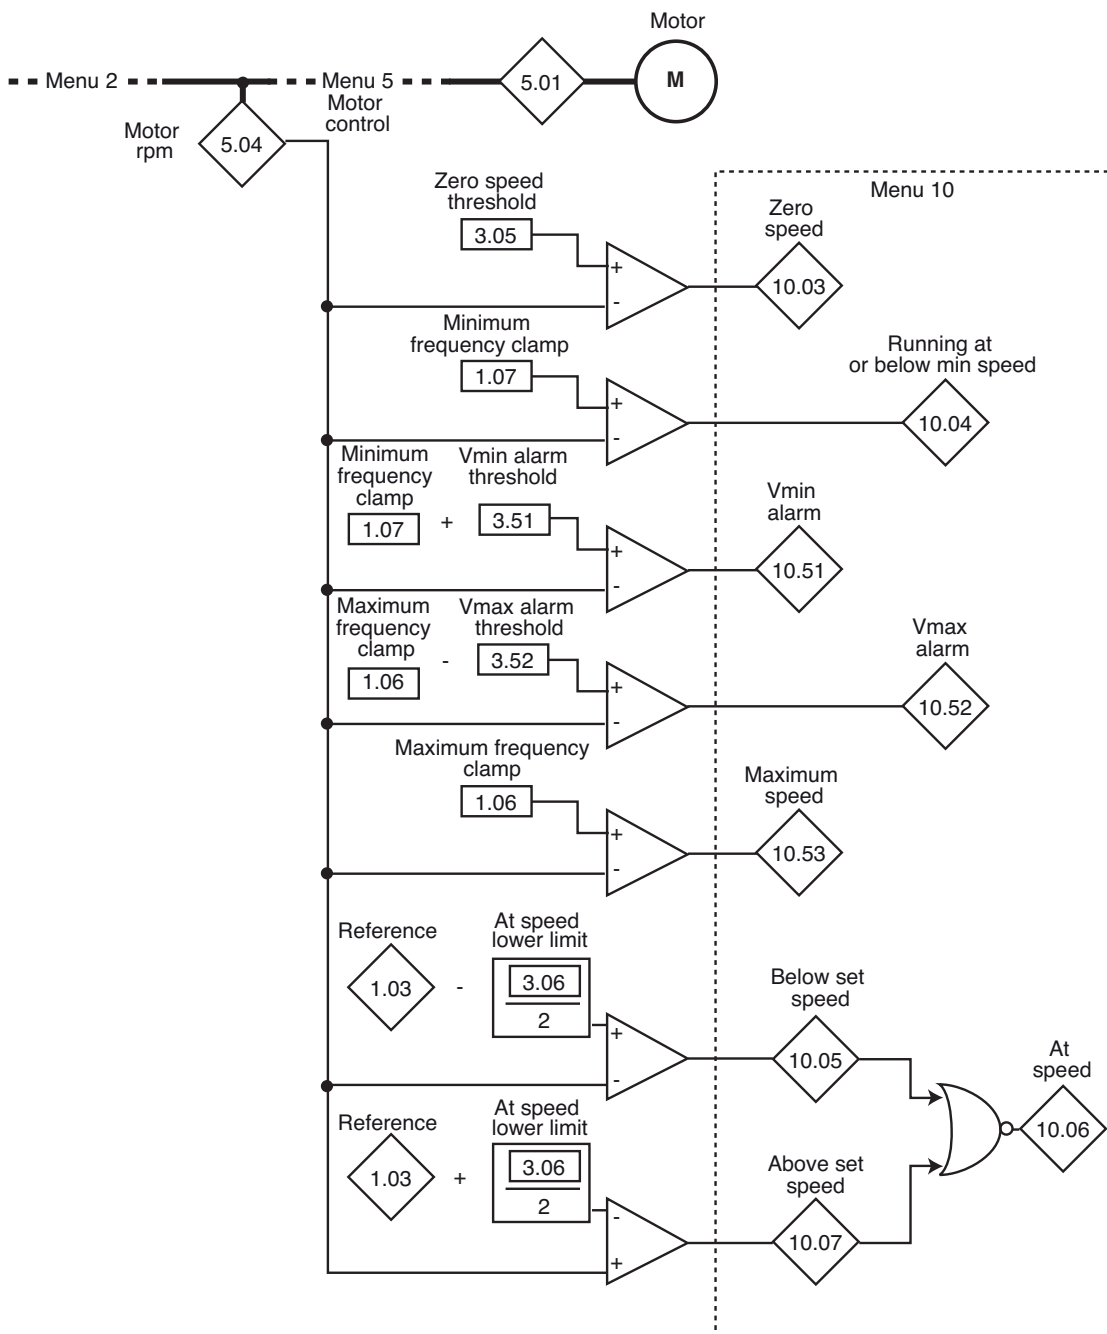 Motor
Menu 2
Menu 5
Motor
control
5.01
M
Motor
rpm
5.04
Menu 10
Zero speed
threshold
3.05
+
-
Zero
speed
10.03
Minimum
frequency clamp
1.07
+
-
Running at
or below min speed
10.04
Minimum
frequency
clamp
1.07
+
Vmin alarm
threshold
3.51
+
-
Vmin
alarm
10.51
Maximum
frequency
clamp
1.06
-
Vmax alarm
threshold
3.52
+
-
Vmax
alarm
10.52
Maximum frequency
clamp
1.06
+
-
Maximum
speed
10.53
Reference
1.03
-
At speed
lower limit
3.06
2
+
-
Below set
speed
10.05
At
speed
10.06
Reference
1.03
+
At speed
lower limit
3.06
2
-
+
Above set
speed
10.07